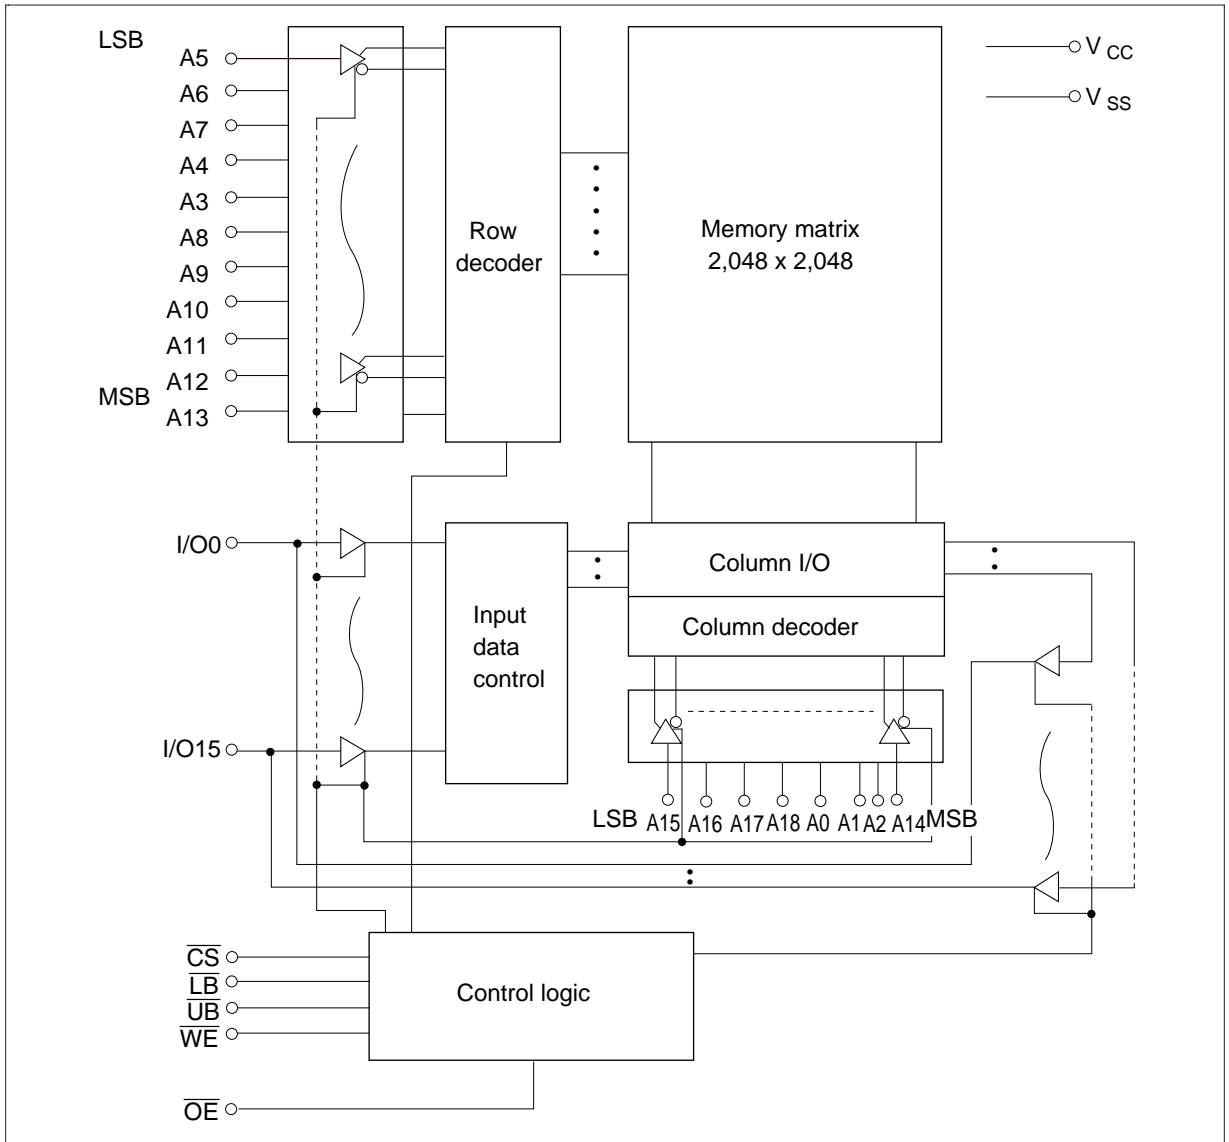 LSB
A5
A6
A7
A4
A3
A8
A9
A10
A11
A12
MSB
A13
Row
decoder
Memory matrix
2,048 x 2,048
V CC
V SS
I/O0
I/O15
Input
data
control
Column I/O
Column decoder
LSB A15 A16 A17 A18 A0 A1 A2 A14 MSB
CS
LB
UB
WE
OE
Control logic